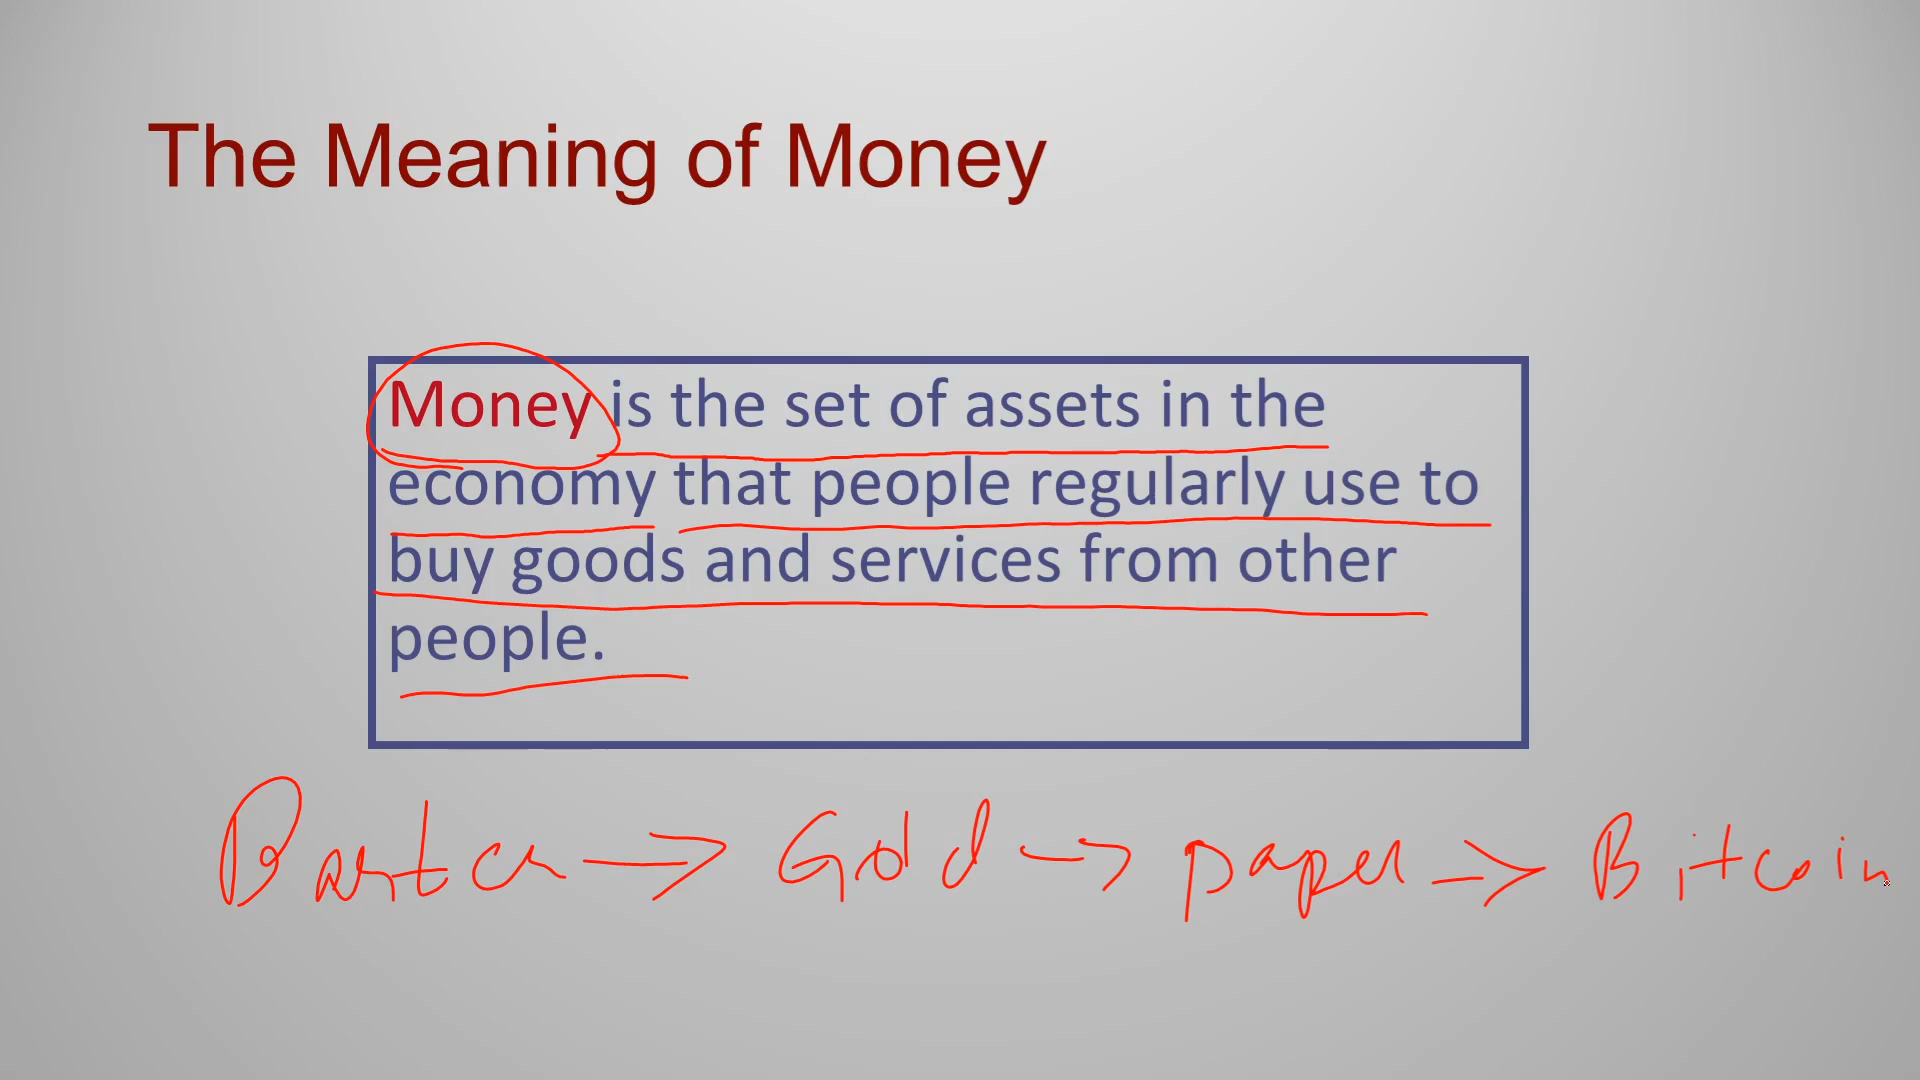 The Meaning of Money
Money is the set of assets in the
economy that people regularly use to
buy goods and services from other
people.
Barter → Gold → paper → Bitcoin